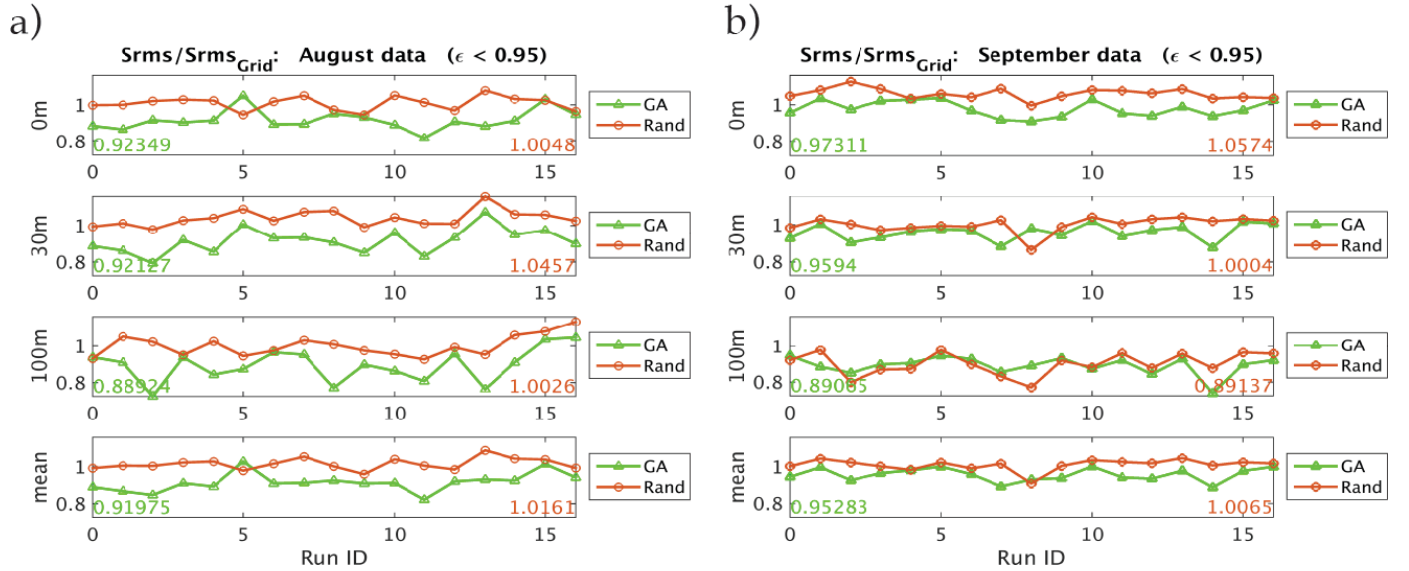 a)
Srms/Srms_Grid: August data (ϵ < 0.95)
0m
1
0.8
0.92349
1.0048
0 5 10 15
GA
Rand
30m
1
0.8
0.92127
1.0457
0 5 10 15
GA
Rand
100m
1
0.8
0.88924
1.0026
0 5 10 15
GA
Rand
mean
1
0.8
0.91975
1.0161
0 5 10 15
Run ID
GA
Rand
b)
Srms/Srms_Grid: September data (ϵ < 0.95)
0m
1
0.8
0.97311
1.0574
0 5 10 15
GA
Rand
30m
1
0.8
0.9594
1.0004
0 5 10 15
GA
Rand
100m
1
0.8
0.89065
0.89137
0 5 10 15
GA
Rand
mean
1
0.8
0.95283
1.0065
0 5 10 15
Run ID
GA
Rand